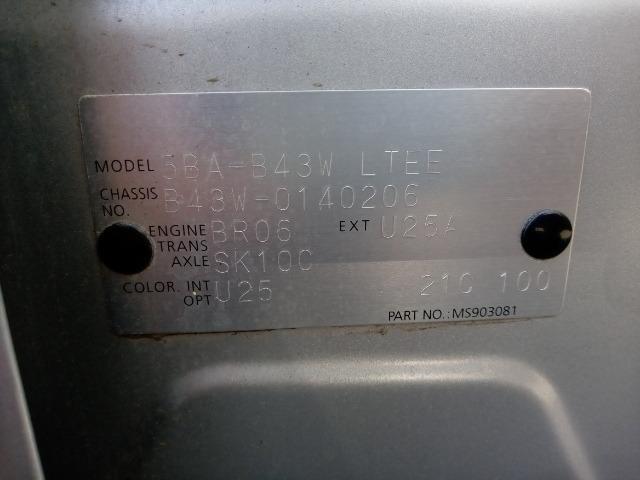 MODEL 5BA-B43W LTEE
CHASSIS NO. B43W-0140206
ENGINE BR06 EXT U25A
TRANS AXLE SK10C
COLOR. INT OPT U25 21C 100
PART NO.:MS903081